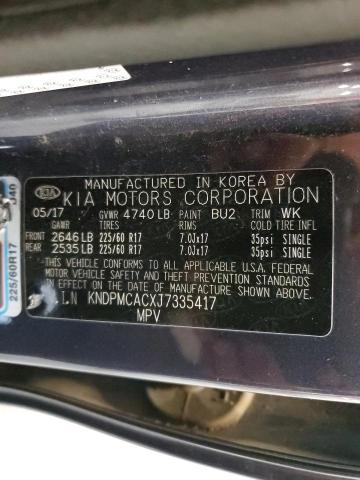 MANUFACTURED IN KOREA BY
KIA KIA MOTORS CORPORATION
05/17 GVWR 4740 LB PAINT BU2 TRIM WK
TIRES RIMS COLD TIRE INFL
FRONT 2646 LB 225/60 R17 7.0JX17 35psi SINGLE
REAR 2535 LB 225/60 R17 7.0JX17 35psi SINGLE
THIS VEHICLE CONFORMS TO ALL APPLICABLE U.S.A. FEDERAL
MOTOR VEHICLE SAFETY, BUMPER, AND THEFT PREVENTION
STANDARDS IN EFFECT ON THE DATE OF MANUFACTURE SHOWN
ABOVE.
KNDPMCACXJ7335417
MPV
225/60R17